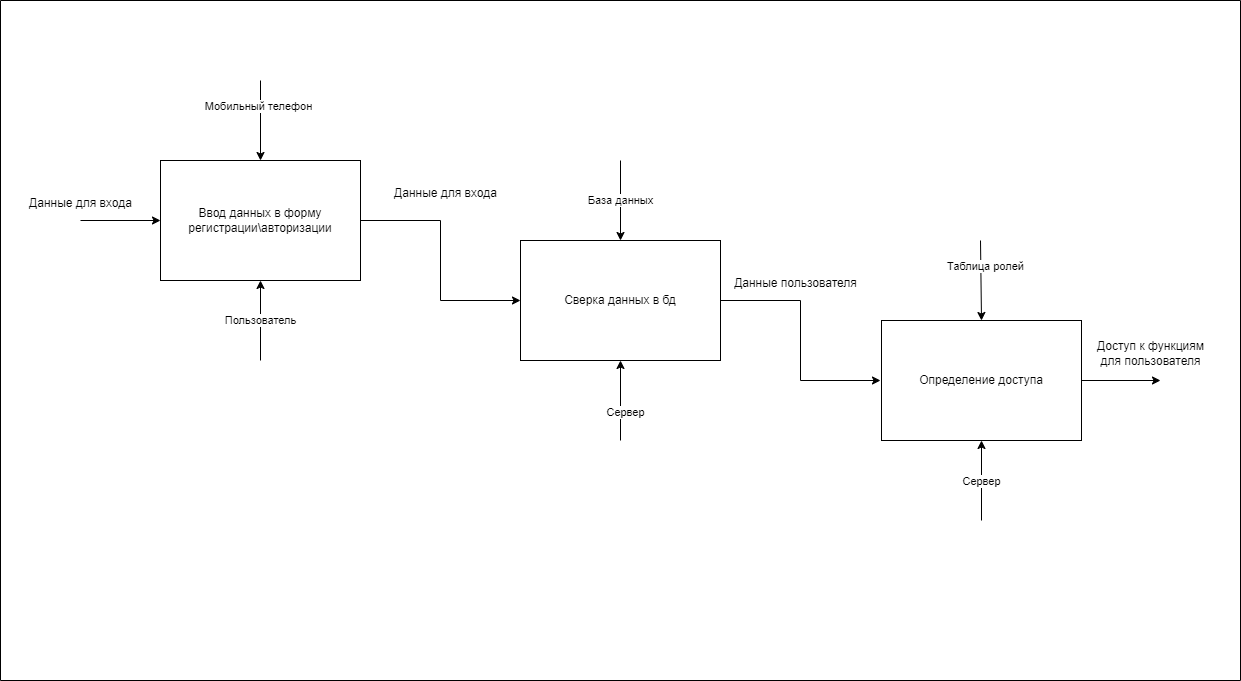 Мобильный телефон
Данные для входа
Ввод данных в форму
регистрации\авторизации
Пользователь
Данные для входа
База данных
Сверка данных в бд
Сервер
Данные пользователя
Таблица ролей
Определение доступа
Сервер
Доступ к функциям
для пользователя